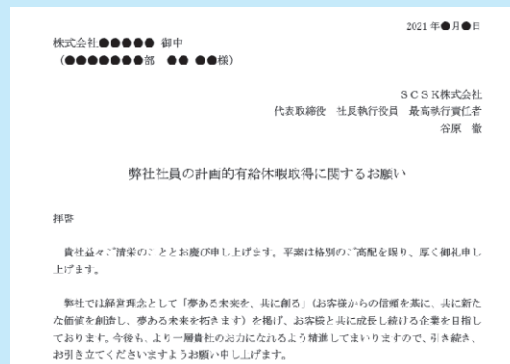 2021年●月●日
株式会社●●●●● 御中
（●●●●●●●部　●● ●●様）
ＳＣＳＫ株式会社
代表取締役　社長執行役員　最高執行責任者
谷原　徹
弊社社員の計画的有給休暇取得に関するお願い
拝啓
貴社益々ご清栄のこととお慶び申し上げます。平素は格別のご高配を賜り、厚く御礼申し
上げます。
弊社では経営理念として「夢ある未来を、共に創る」（お客様からの信頼を基に、共に新た
な価値を創造し、夢ある未来を拓きます）を掲げ、お客様と共に成長し続ける企業を目指し
ております。今後も、より一層貴社のお力になれるよう精進してまいりますので、引き続き、
お引き立てくださいますようお願い申し上げます。